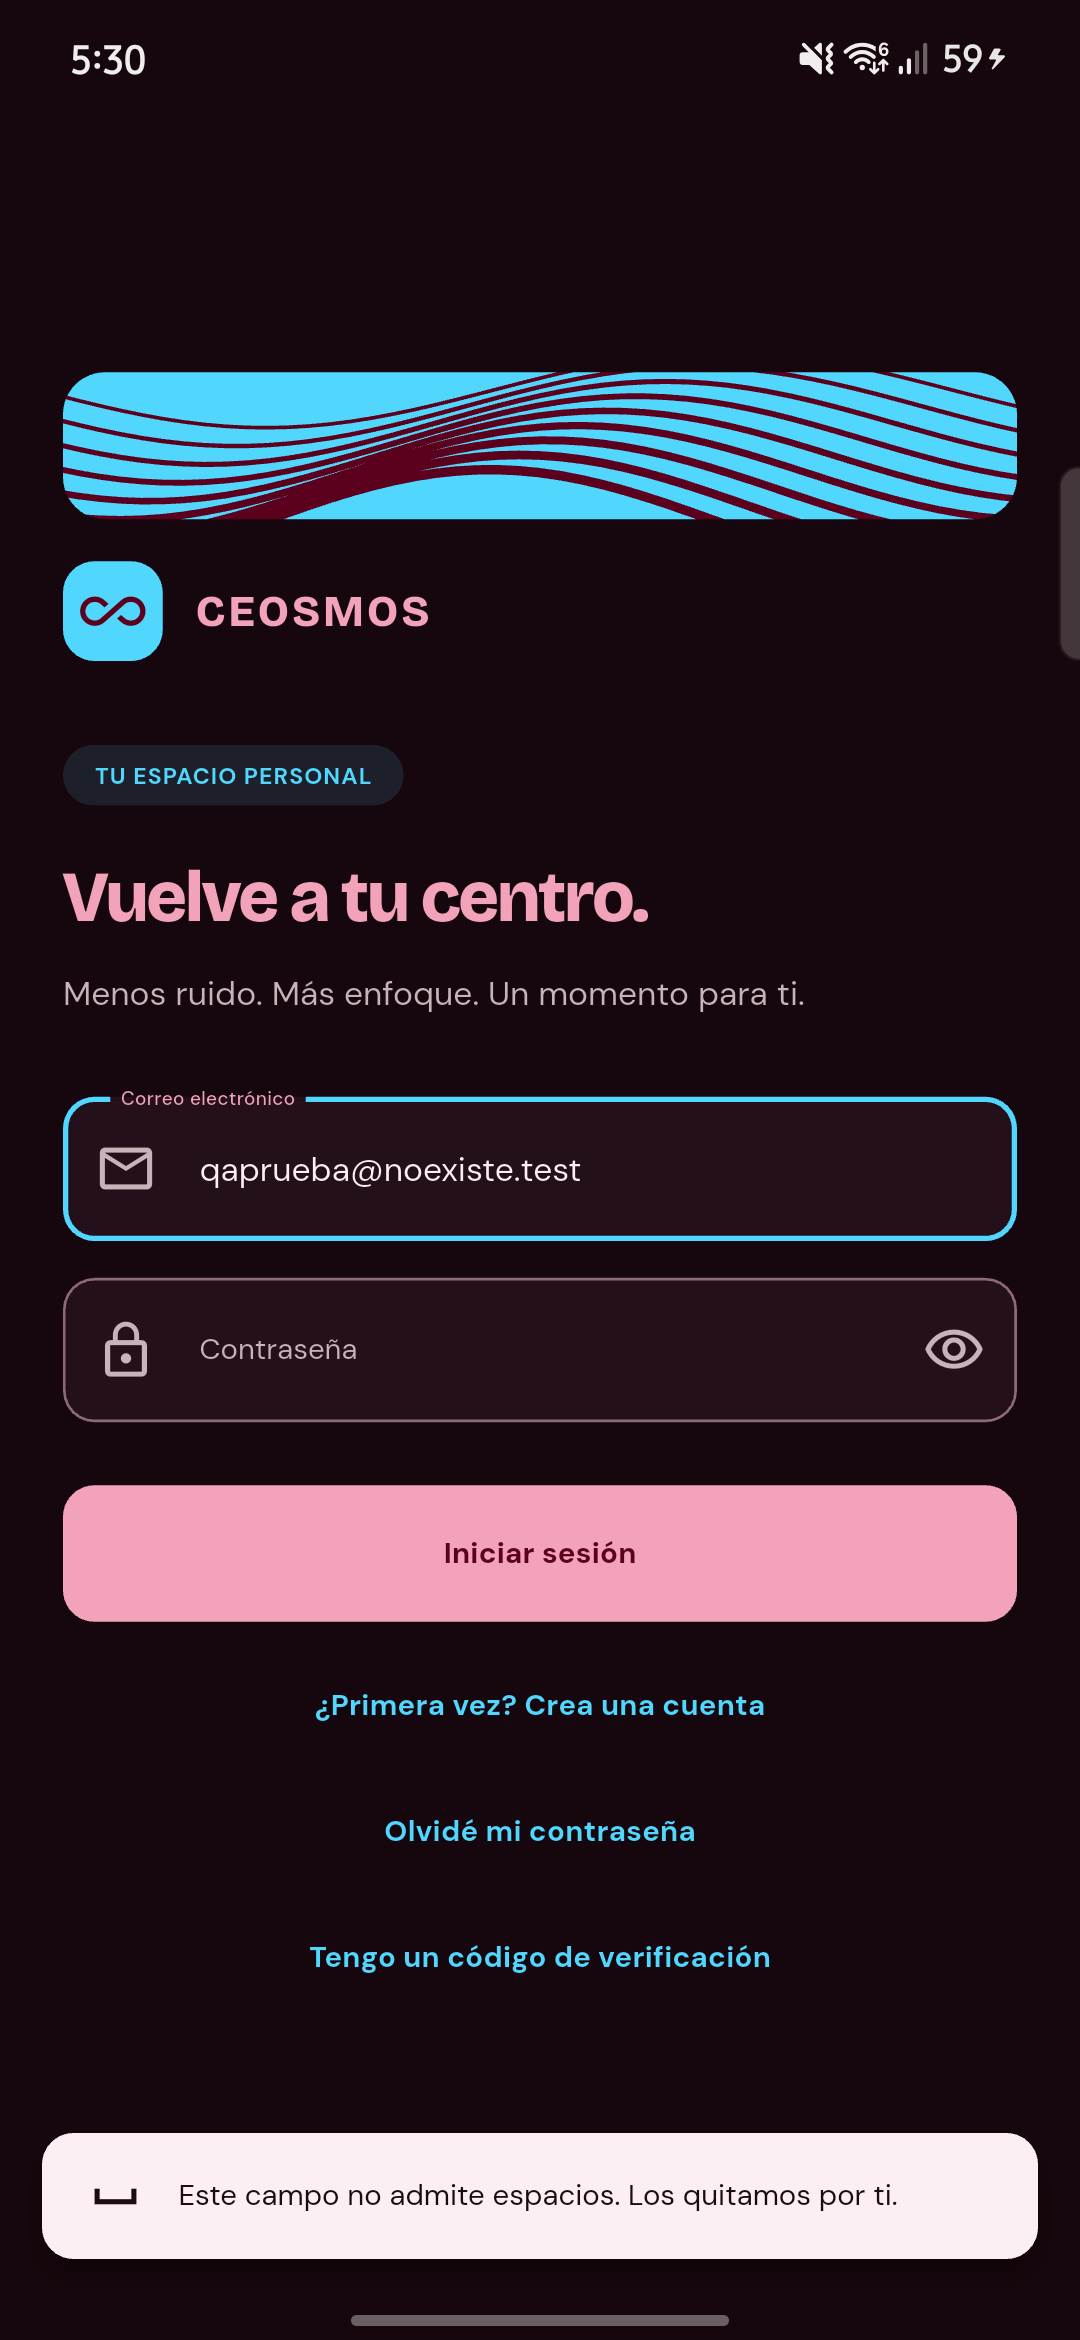 5:30
6
59
CEOSMOS
TU ESPACIO PERSONAL
Vuelve a tu centro.
Menos ruido. Más enfoque. Un momento para ti.
Correo electrónico
qaprueba@noexiste.test
Contraseña
Iniciar sesión
¿Primera vez? Crea una cuenta
Olvidé mi contraseña
Tengo un código de verificación
Este campo no admite espacios. Los quitamos por ti.